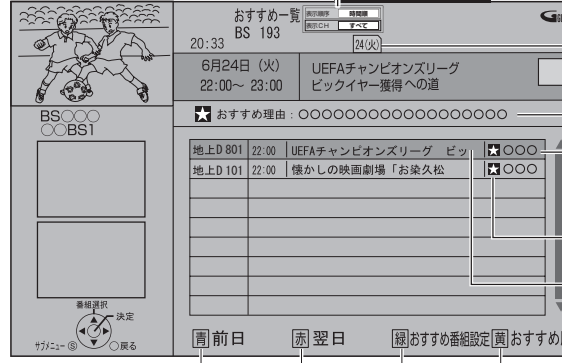 おすすめ一覧 表示順序 時間順
BS 193 表示CH すべて
20:33 24(火)
6月24日（火） UEFAチャンピオンズリーグ
22:00～ 23:00 ビックイヤー獲得への道
BS○○○
○○BS1
★ おすすめ理由：○○○○○○○○○○○○○○○○○○
地上D 801 22:00 UEFAチャンピオンズリーグ ビッ ★○○○
地上D 101 22:00 懐かしの映画劇場「お染久松 ★○○○
番組選択
決定
サブメニュー Ⓢ 戻る
青 前日 赤 翌日 緑 おすすめ番組設定 黄 おすすめ